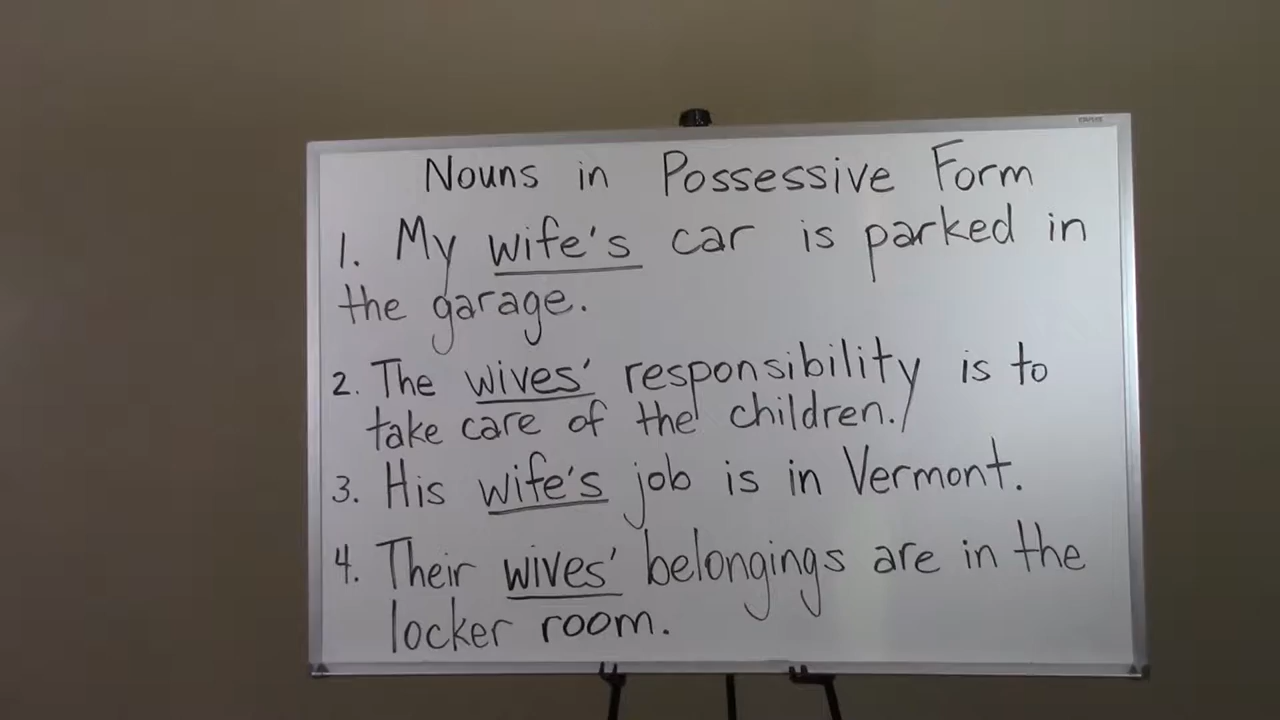 Nouns in Possessive Form
1. My wife's car is parked in
the garage.
2. The wives' responsibility is to
take care of the children.
3. His wife's job is in Vermont.
4. Their wives' belongings are in the
locker room.